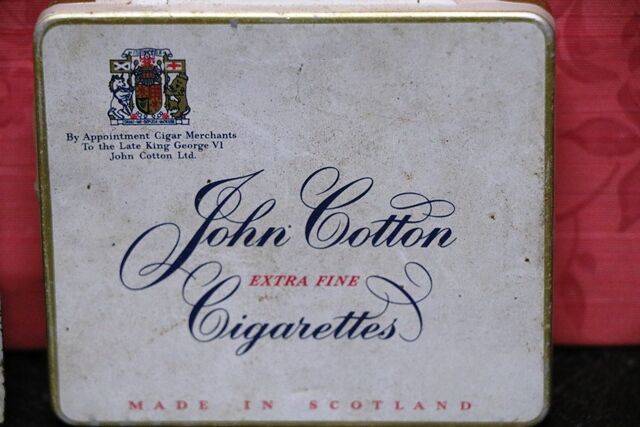 By Appointment Cigar Merchants
To the Late King George VI
John Cotton Ltd.
John Cotton
EXTRA FINE
Cigarettes
MADE IN SCOTLAND